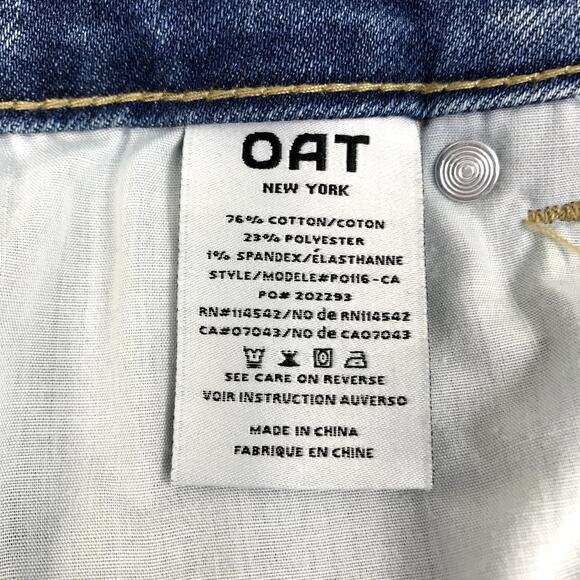 OAT
NEW YORK
76% COTTON/COTON
23% POLYESTER
1% SPANDEX/ÉLASTHANNE
STYLE/MODELE#P0116-CA
PO# 202293
RN#114542/NO de RN114542
CA#07043/NO de CA07043
SEE CARE ON REVERSE
VOIR INSTRUCTION AUVERSO
MADE IN CHINA
FABRIQUE EN CHINE